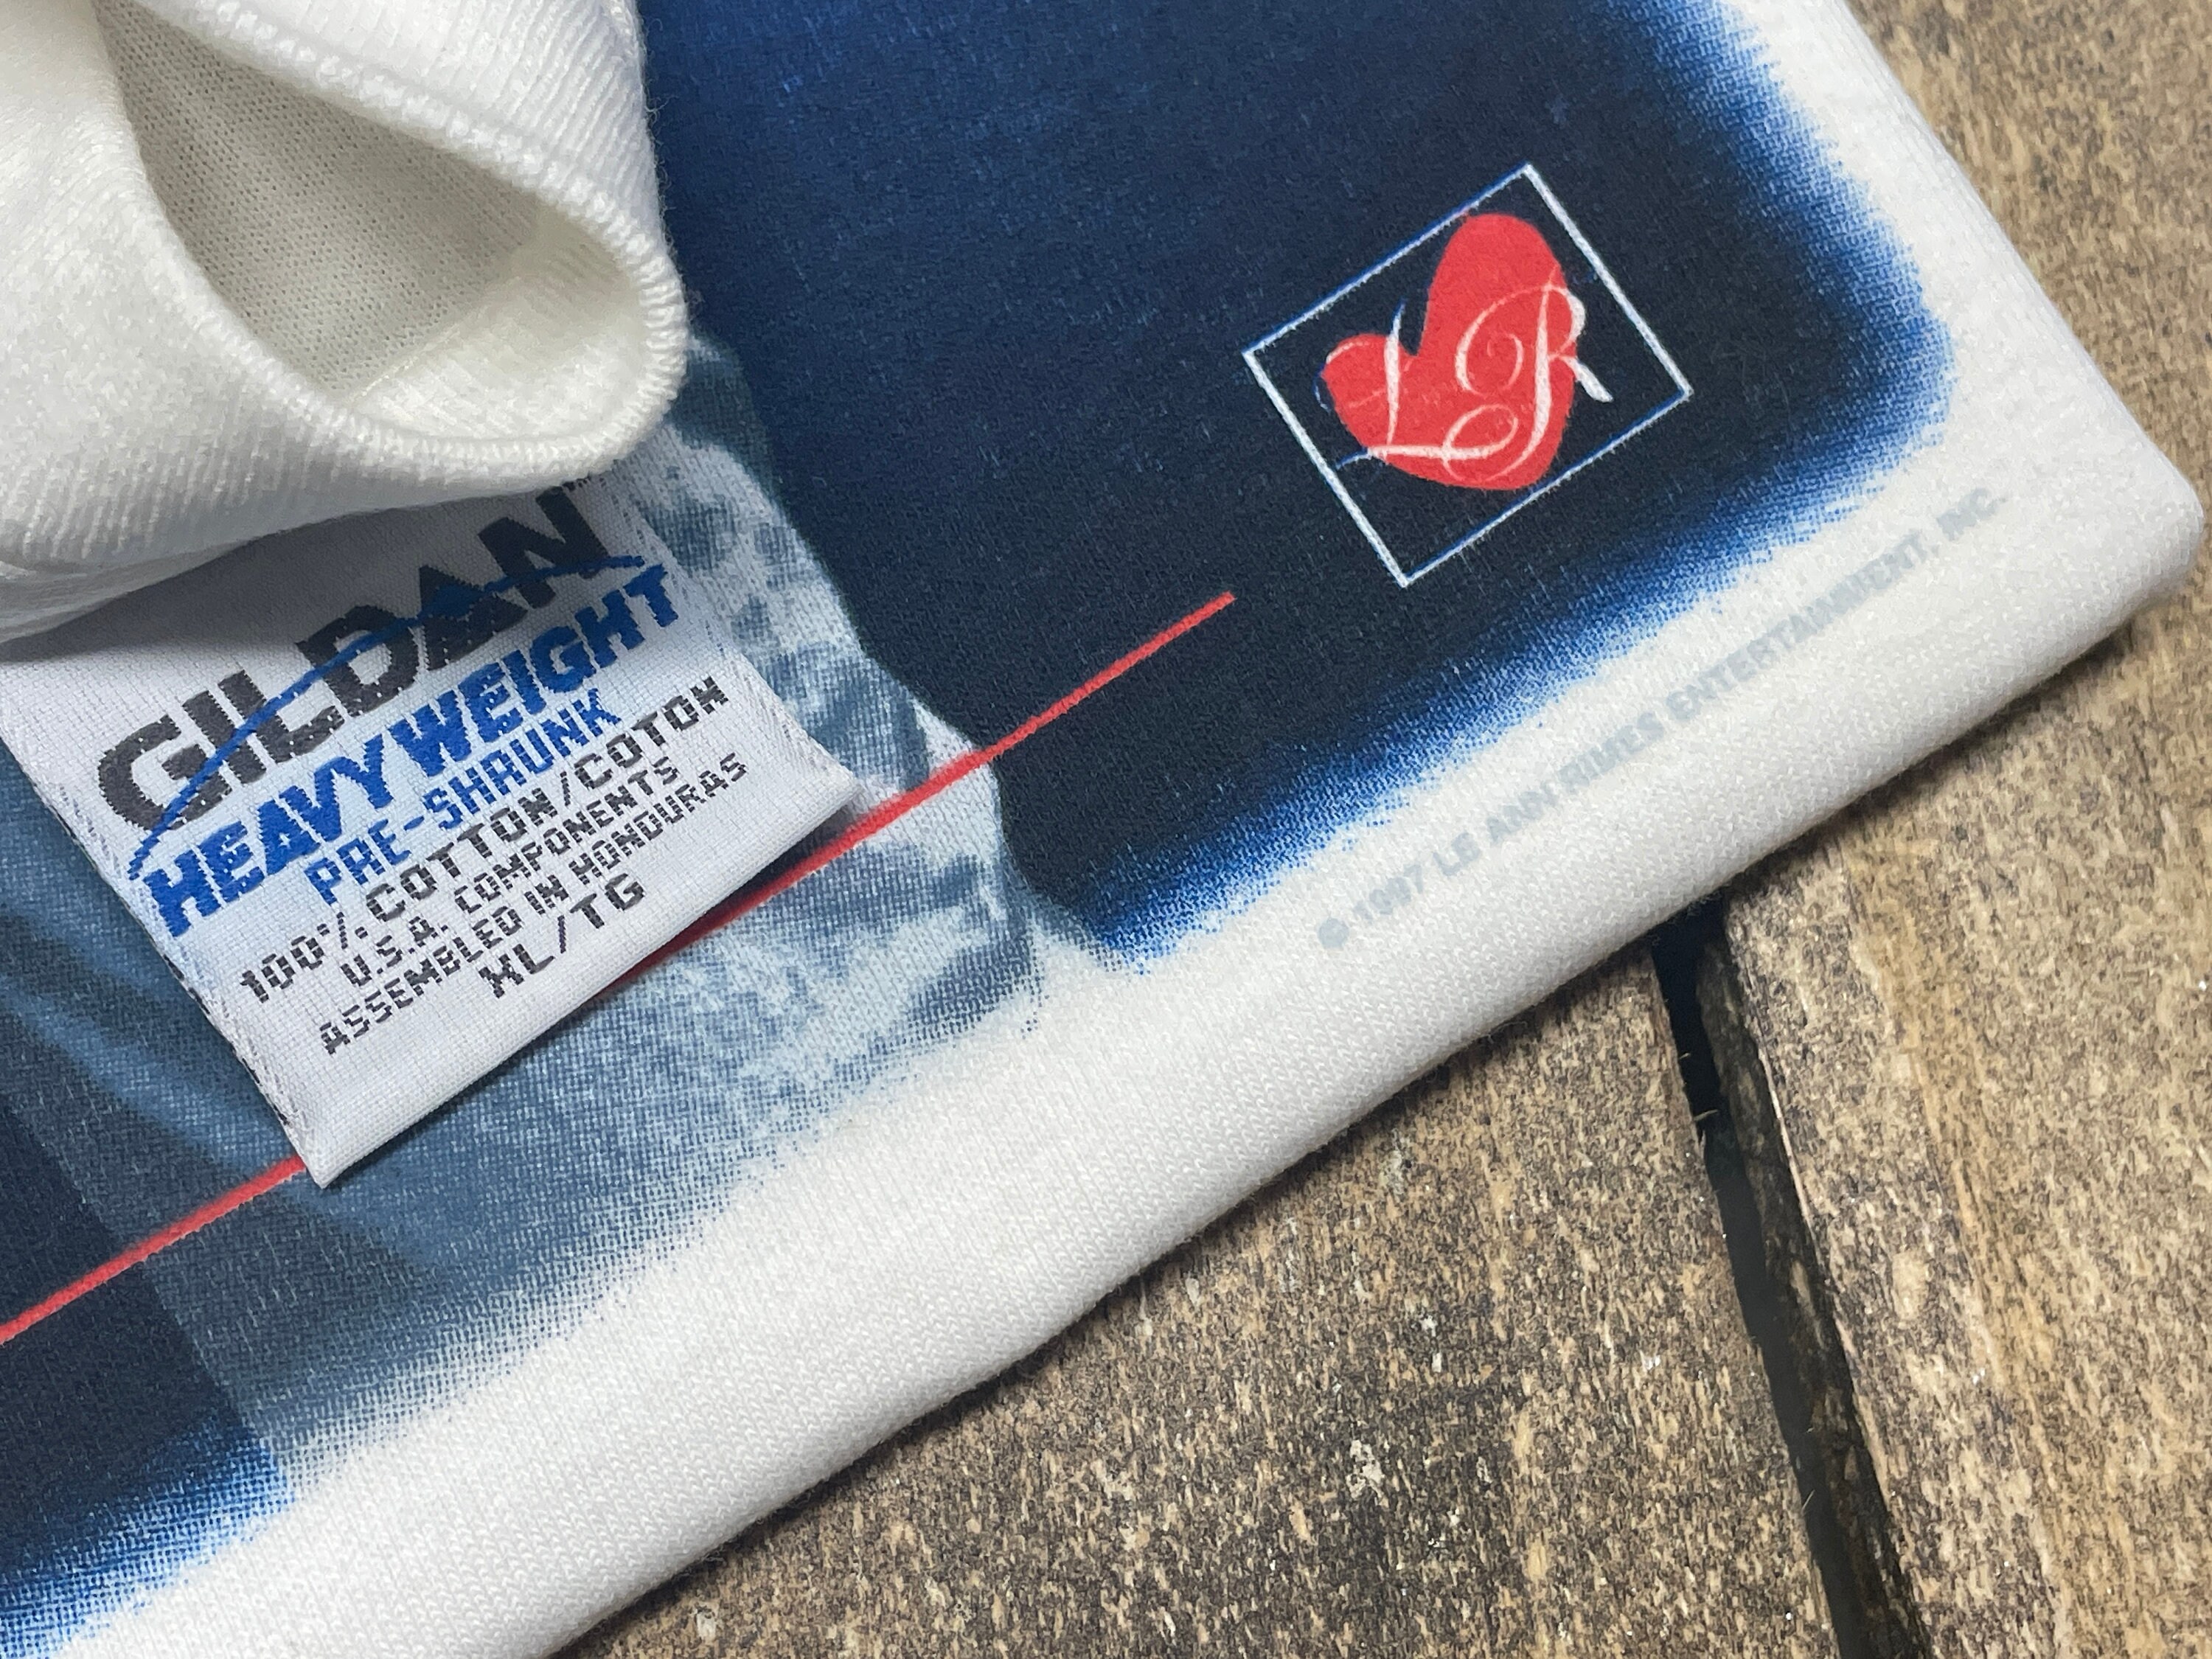 GILDAN™
HEAVYWEIGHT
PRE-SHRUNK
100% COTTON/COTON
U.S.A. COMPONENTS
ASSEMBLED IN HONDURAS
XL/TG
LR
© 1997 LE ANN RIMES ENTERTAINMENT, INC.